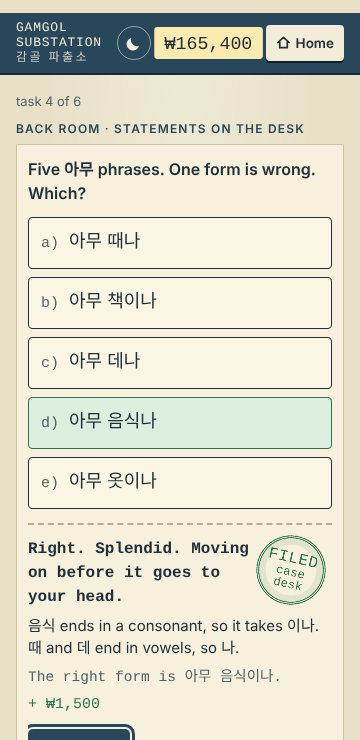 GAMGOL
SUBSTATION
감골 파출소
₩165,400
Home
task 4 of 6
BACK ROOM · STATEMENTS ON THE DESK
Five 아무 phrases. One form is wrong.
Which?
a) 아무 때나
b) 아무 책이나
c) 아무 데나
d) 아무 음식나
e) 아무 옷이나
Right. Splendid. Moving
on before it goes to
your head.
FILED
case
desk
음식 ends in a consonant, so it takes 이나.
때 and 데 end in vowels, so 나.
The right form is 아무 음식이나.
+ ₩1,500